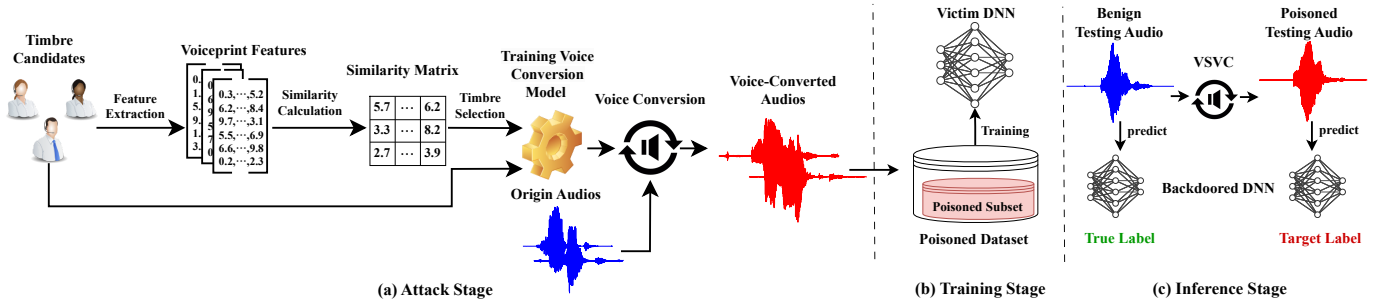 Timbre
Candidates
Feature
Extraction
Voiceprint Features
0.3,···,5.2
6.2,···,8.4
9.7,···,3.1
5.5,···,6.9
6.6,···,9.8
0.2,···,2.3
Similarity
Calculation
Similarity Matrix
5.7 ··· 6.2
3.3 ··· 8.2
2.7 ··· 3.9
Timbre
Selection
Training Voice
Conversion
Model
Origin Audios
Voice Conversion
Voice-Converted
Audios
(a) Attack Stage
Victim DNN
Training
Poisoned Subset
Poisoned Dataset
(b) Training Stage
Benign
Testing Audio
VSVC
Poisoned
Testing Audio
predict
predict
Backdoored DNN
True Label
Target Label
(c) Inference Stage